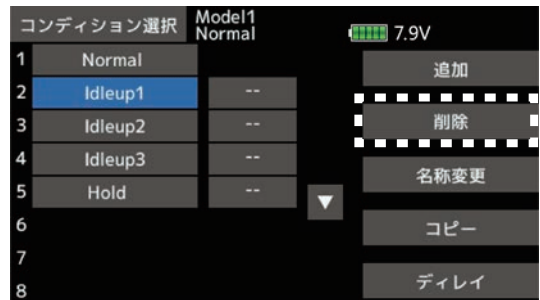 コンディション選択 Model1
Normal 7.9V
1 Normal
2 Idleup1 --
3 Idleup2 --
4 Idleup3 --
5 Hold --
6
7
8
▼
追加
削除
名称変更
コピー
ディレイ